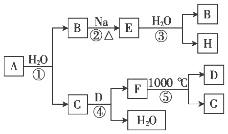 B Na ②△ E H₂O ③ B
H
A H₂O ①
C D ④ F 1000 ℃ ⑤ D
H₂O G